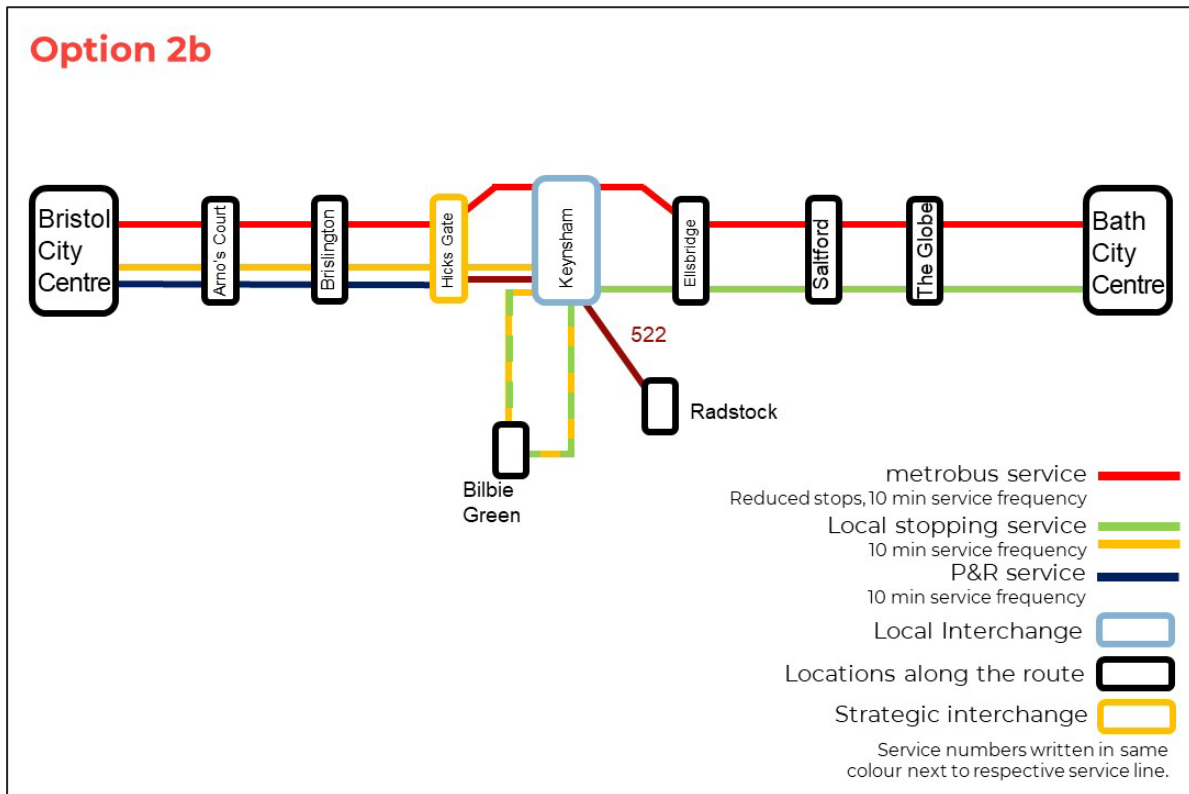 Option 2b
Bristol
City
Centre
Arno's Court
Brislington
Hicks Gate
Keynsham
Ellsbridge
Saltford
The Globe
Bath
City
Centre
522
Radstock
Bilbie
Green
metrobus service
Reduced stops, 10 min service frequency
Local stopping service
10 min service frequency
P&R service
10 min service frequency
Local Interchange
Locations along the route
Strategic interchange
Service numbers written in same
colour next to respective service line.